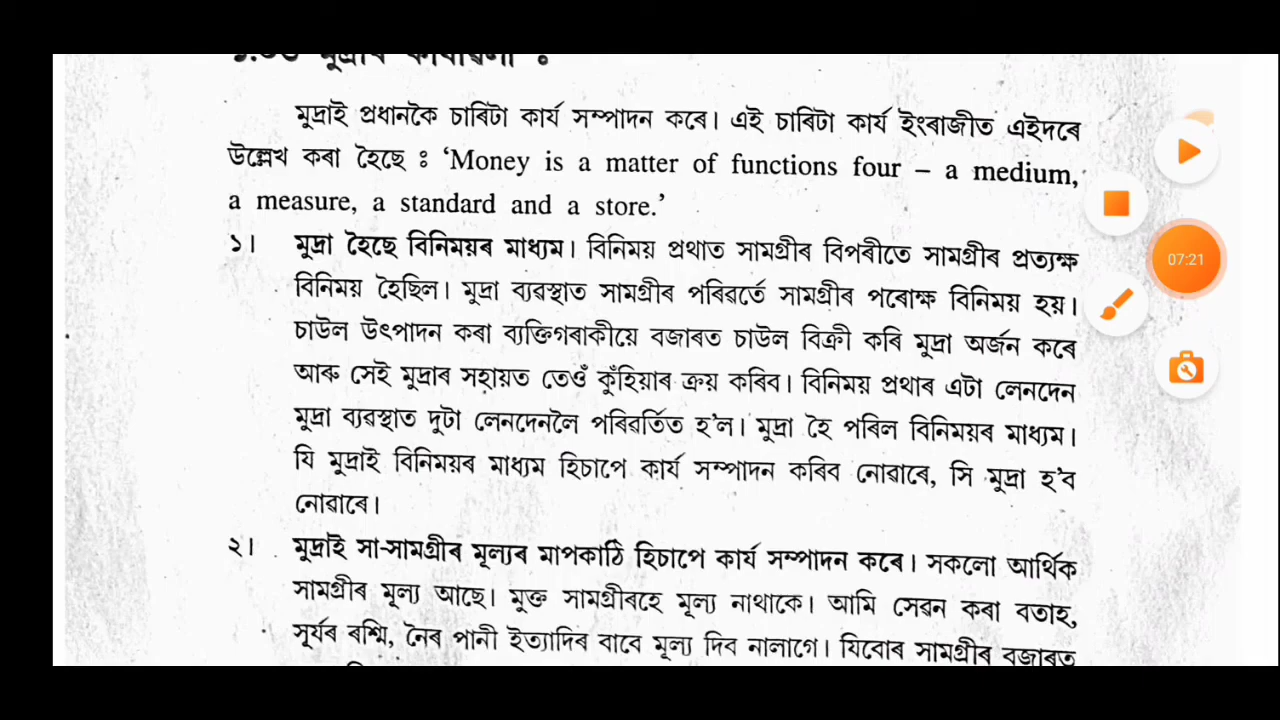 মুদ্ৰাই প্ৰধানকৈ চাৰিটা কাৰ্য সম্পাদন কৰে। এই চাৰিটা কাৰ্য ইংৰাজীত এইদৰে
উল্লেখ কৰা হৈছে ঃ ‘Money is a matter of functions four – a medium,
a measure, a standard and a store.’
১। মুদ্ৰা হৈছে বিনিময়ৰ মাধ্যম। বিনিময় প্ৰথাত সামগ্ৰীৰ বিপৰীতে সামগ্ৰীৰ প্ৰত্যক্ষ
বিনিময় হৈছিল। মুদ্ৰা ব্যৱস্থাত সামগ্ৰীৰ পৰিৱৰ্তে সামগ্ৰীৰ পৰোক্ষ বিনিময় হয়।
চাউল উৎপাদন কৰা ব্যক্তিগৰাকীয়ে বজাৰত চাউল বিক্ৰী কৰি মুদ্ৰা অৰ্জন কৰে
আৰু সেই মুদ্ৰাৰ সহায়ত তেওঁ কুঁহিয়াৰ ক্ৰয় কৰিব। বিনিময় প্ৰথাৰ এটা লেনদেন
মুদ্ৰা ব্যৱস্থাত দুটা লেনদেনলৈ পৰিৱৰ্তিত হ’ল। মুদ্ৰা হৈ পৰিল বিনিময়ৰ মাধ্যম।
যি মুদ্ৰাই বিনিময়ৰ মাধ্যম হিচাপে কাৰ্য সম্পাদন কৰিব নোৱাৰে, সি মুদ্ৰা হ’ব
নোৱাৰে।
২। মুদ্ৰাই সা-সামগ্ৰীৰ মূল্যৰ মাপকাঠি হিচাপে কাৰ্য সম্পাদন কৰে। সকলো আৰ্থিক
সামগ্ৰীৰ মূল্য আছে। মুক্ত সামগ্ৰীৰহে মূল্য নাথাকে। আমি সেৱন কৰা বতাহ,
সূৰ্যৰ ৰশ্মি, নৈৰ পানী ইত্যাদিৰ বাবে মূল্য দিব নালাগে। যিবোৰ সামগ্ৰীৰ বজাৰত
07:21